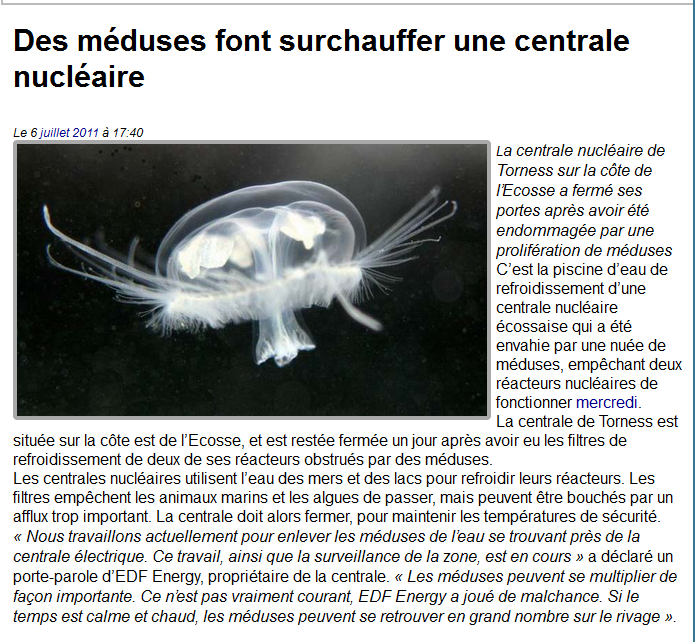 Des méduses font surchauffer une centrale
nucléaire
Le 6 juillet 2011 à 17:40
La centrale nucléaire de
Torness sur la côte de
l'Ecosse a fermé ses
portes après avoir été
endommagée par une
prolifération de méduses
C’est la piscine d’eau de
refroidissement d’une
centrale nucléaire
écossaise qui a été
envahie par une nuée de
méduses, empêchant deux
réacteurs nucléaires de
fonctionner mercredi.
La centrale de Torness est
située sur la côte est de l’Ecosse, et est restée fermée un jour après avoir eu les filtres de
refroidissement de deux de ses réacteurs obstrués par des méduses.
Les centrales nucléaires utilisent l’eau des mers et des lacs pour refroidir leurs réacteurs. Les
filtres empêchent les animaux marins et les algues de passer, mais peuvent être bouchés par un
afflux trop important. La centrale doit alors fermer, pour maintenir les températures de sécurité.
« Nous travaillons actuellement pour enlever les méduses de l’eau se trouvant près de la
centrale électrique. Ce travail, ainsi que la surveillance de la zone, est en cours » a déclaré un
porte-parole d’EDF Energy, propriétaire de la centrale. « Les méduses peuvent se multiplier de
façon importante. Ce n’est pas vraiment courant, EDF Energy a joué de malchance. Si le
temps est calme et chaud, les méduses peuvent se retrouver en grand nombre sur le rivage ».